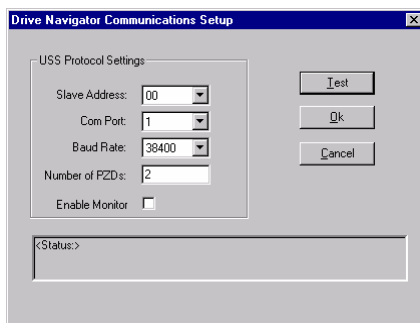 Drive Navigator Communications Setup
USS Protocol Settings
Slave Address: 00
Com Port: 1
Baud Rate: 38400
Number of PZDs: 2
Enable Monitor
Test
Ok
Cancel
<Status:>